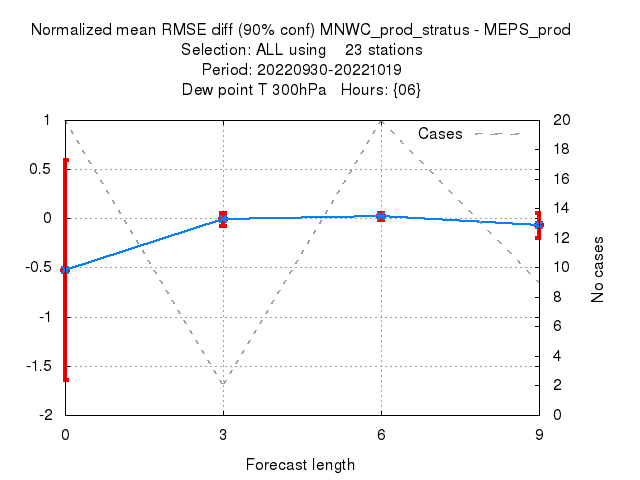 Normalized mean RMSE diff (90% conf) MNWC_prod_stratus - MEPS_prod
Selection: ALL using 23 stations
Period: 20220930-20221019
Dew point T 300hPa Hours: {06}
Cases
1
0.5
0
-0.5
-1
-1.5
-2
20
18
16
14
12
10
8
6
4
2
0
No cases
0 3 6 9
Forecast length